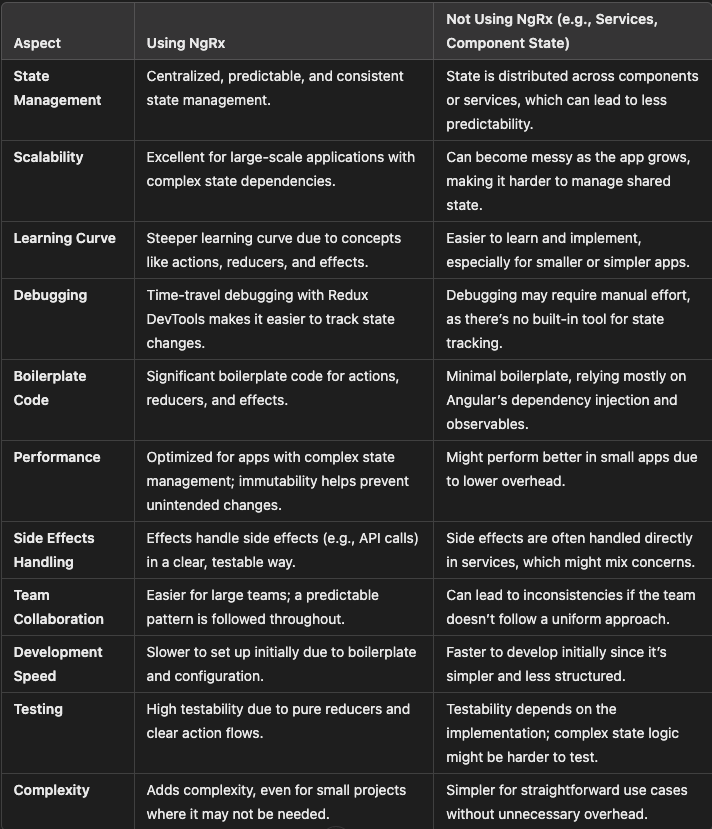 Aspect
Using NgRx
Not Using NgRx (e.g., Services,
Component State)
State
Management
Centralized, predictable, and consistent
state management.
State is distributed across components
or services, which can lead to less
predictability.
Scalability
Excellent for large-scale applications with
complex state dependencies.
Can become messy as the app grows,
making it harder to manage shared
state.
Learning Curve
Steeper learning curve due to concepts
like actions, reducers, and effects.
Easier to learn and implement,
especially for smaller or simpler apps.
Debugging
Time-travel debugging with Redux
DevTools makes it easier to track state
changes.
Debugging may require manual effort,
as there’s no built-in tool for state
tracking.
Boilerplate
Code
Significant boilerplate code for actions,
reducers, and effects.
Minimal boilerplate, relying mostly on
Angular’s dependency injection and
observables.
Performance
Optimized for apps with complex state
management; immutability helps prevent
unintended changes.
Might perform better in small apps due
to lower overhead.
Side Effects
Handling
Effects handle side effects (e.g., API calls)
in a clear, testable way.
Side effects are often handled directly
in services, which might mix concerns.
Team
Collaboration
Easier for large teams; a predictable
pattern is followed throughout.
Can lead to inconsistencies if the team
doesn’t follow a uniform approach.
Development
Speed
Slower to set up initially due to boilerplate
and configuration.
Faster to develop initially since it’s
simpler and less structured.
Testing
High testability due to pure reducers and
clear action flows.
Testability depends on the
implementation; complex state logic
might be harder to test.
Complexity
Adds complexity, even for small projects
where it may not be needed.
Simpler for straightforward use cases
without unnecessary overhead.